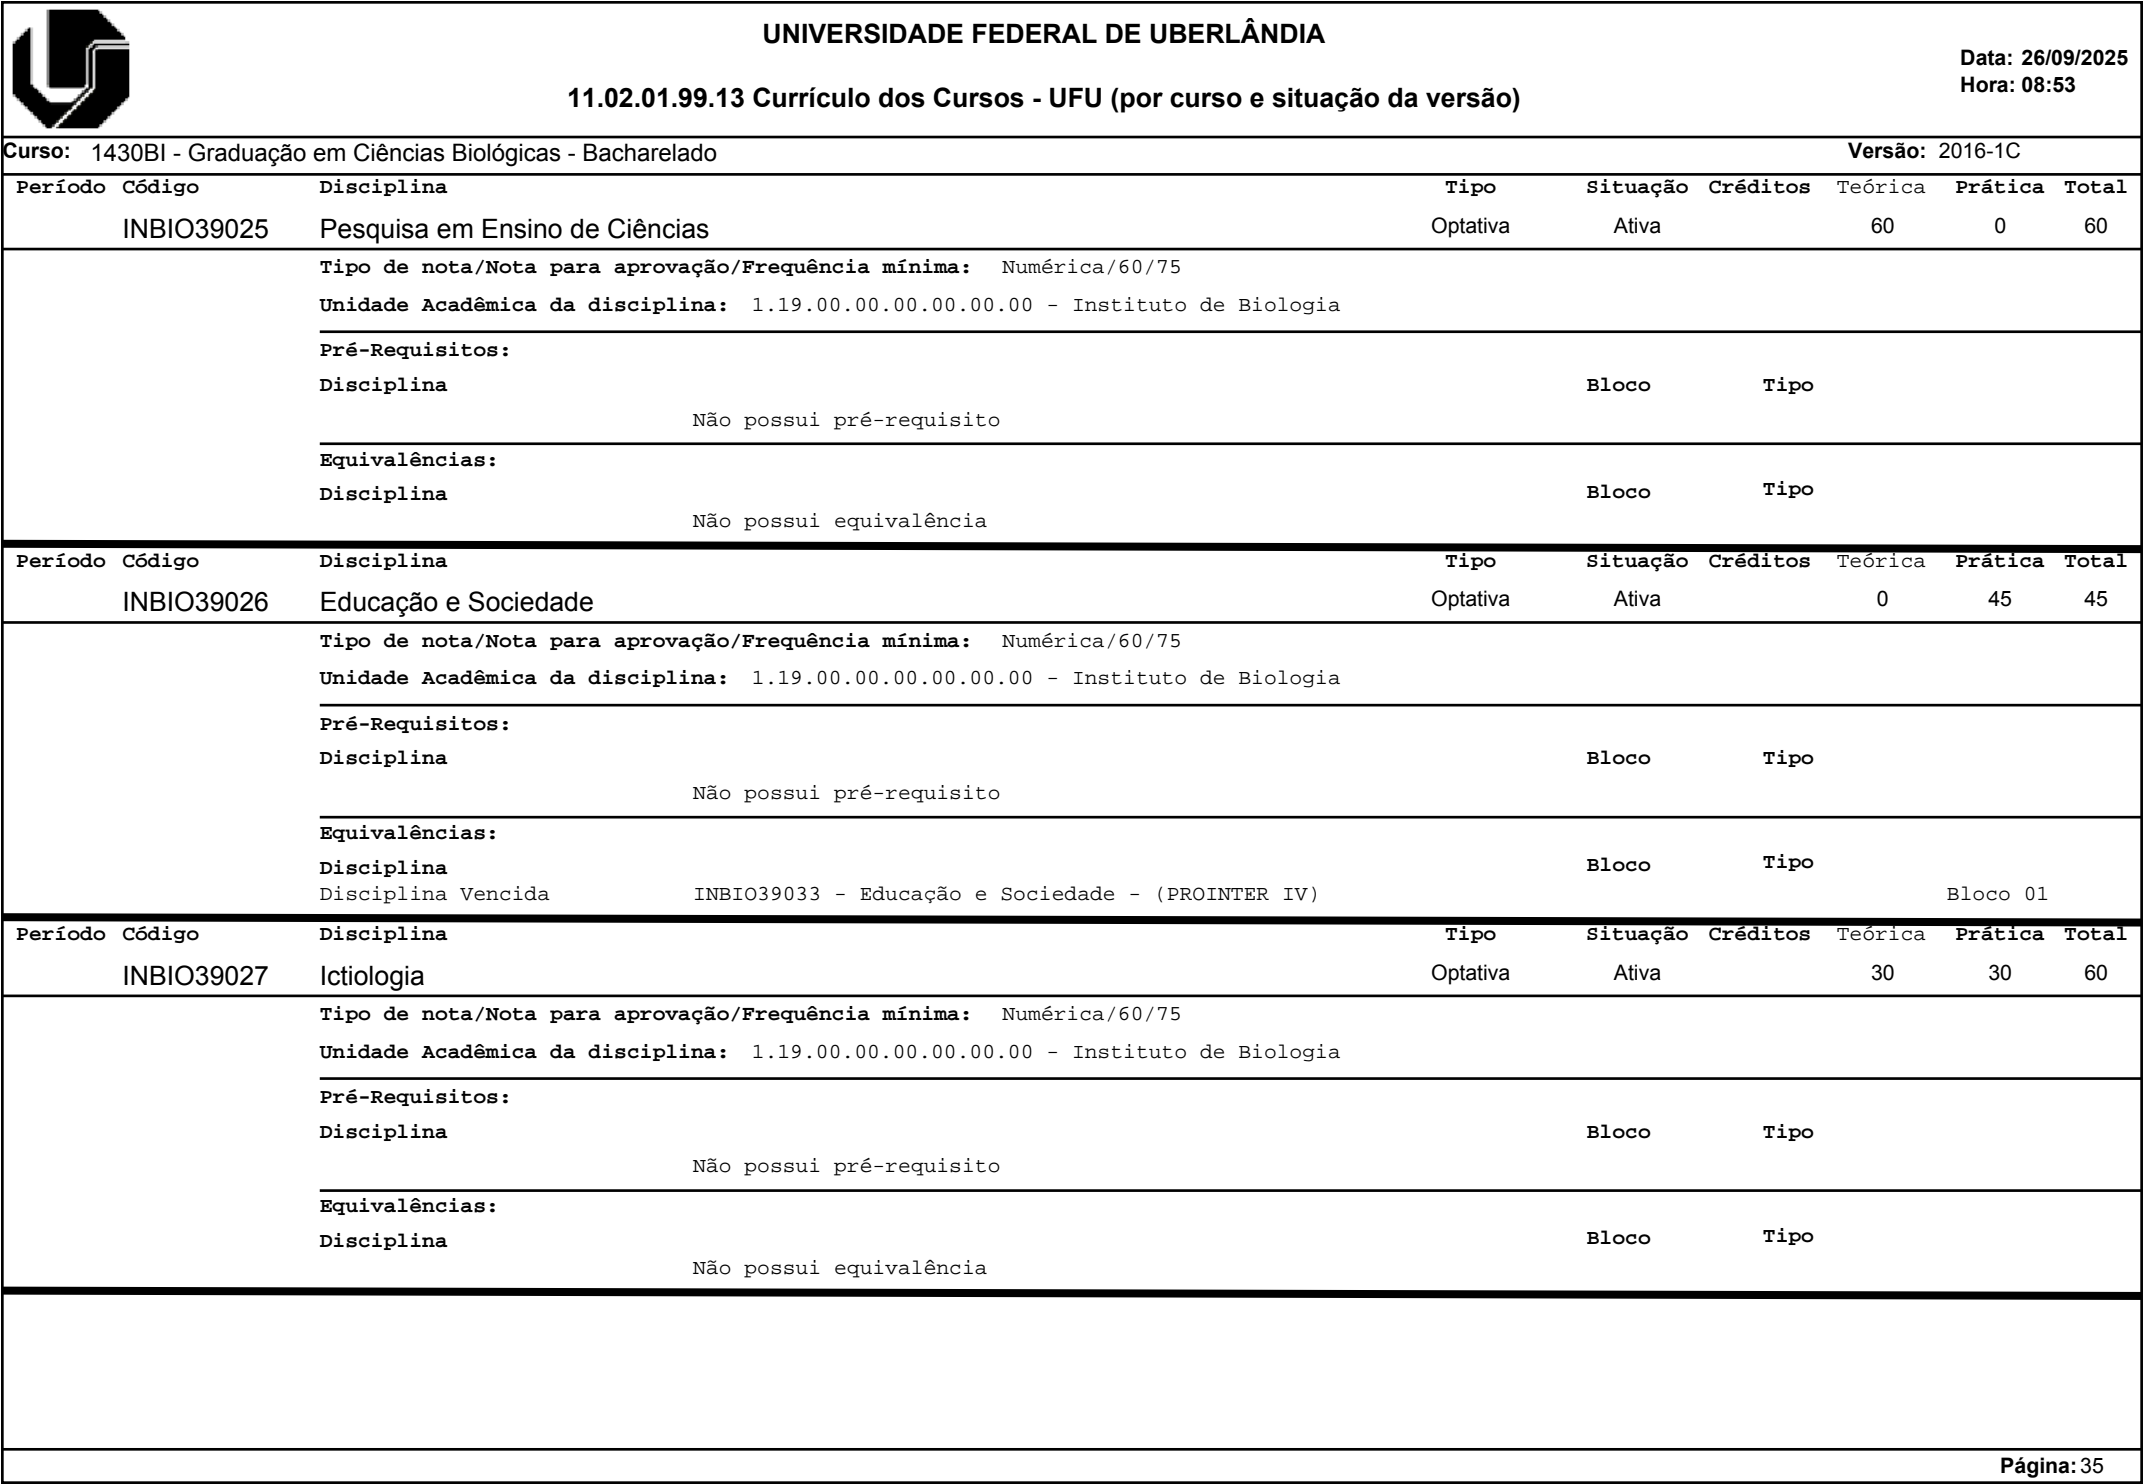 UNIVERSIDADE FEDERAL DE UBERLÂNDIA
Data: 26/09/2025
Hora: 08:53
11.02.01.99.13 Currículo dos Cursos - UFU (por curso e situação da versão)
Curso: 1430BI - Graduação em Ciências Biológicas - Bacharelado Versão: 2016-1C
Período Código Disciplina Tipo Situação Créditos Teórica Prática Total
INBIO39025 Pesquisa em Ensino de Ciências Optativa Ativa 60 0 60
Tipo de nota/Nota para aprovação/Frequência mínima: Numérica/60/75
Unidade Acadêmica da disciplina: 1.19.00.00.00.00.00.00 - Instituto de Biologia
Pré-Requisitos:
Disciplina Bloco Tipo
Não possui pré-requisito
Equivalências:
Disciplina Bloco Tipo
Não possui equivalência
Período Código Disciplina Tipo Situação Créditos Teórica Prática Total
INBIO39026 Educação e Sociedade Optativa Ativa 0 45 45
Tipo de nota/Nota para aprovação/Frequência mínima: Numérica/60/75
Unidade Acadêmica da disciplina: 1.19.00.00.00.00.00.00 - Instituto de Biologia
Pré-Requisitos:
Disciplina Bloco Tipo
Não possui pré-requisito
Equivalências:
Disciplina Bloco Tipo
Disciplina Vencida INBIO39033 - Educação e Sociedade - (PROINTER IV) Bloco 01
Período Código Disciplina Tipo Situação Créditos Teórica Prática Total
INBIO39027 Ictiologia Optativa Ativa 30 30 60
Tipo de nota/Nota para aprovação/Frequência mínima: Numérica/60/75
Unidade Acadêmica da disciplina: 1.19.00.00.00.00.00.00 - Instituto de Biologia
Pré-Requisitos:
Disciplina Bloco Tipo
Não possui pré-requisito
Equivalências:
Disciplina Bloco Tipo
Não possui equivalência
Página: 35